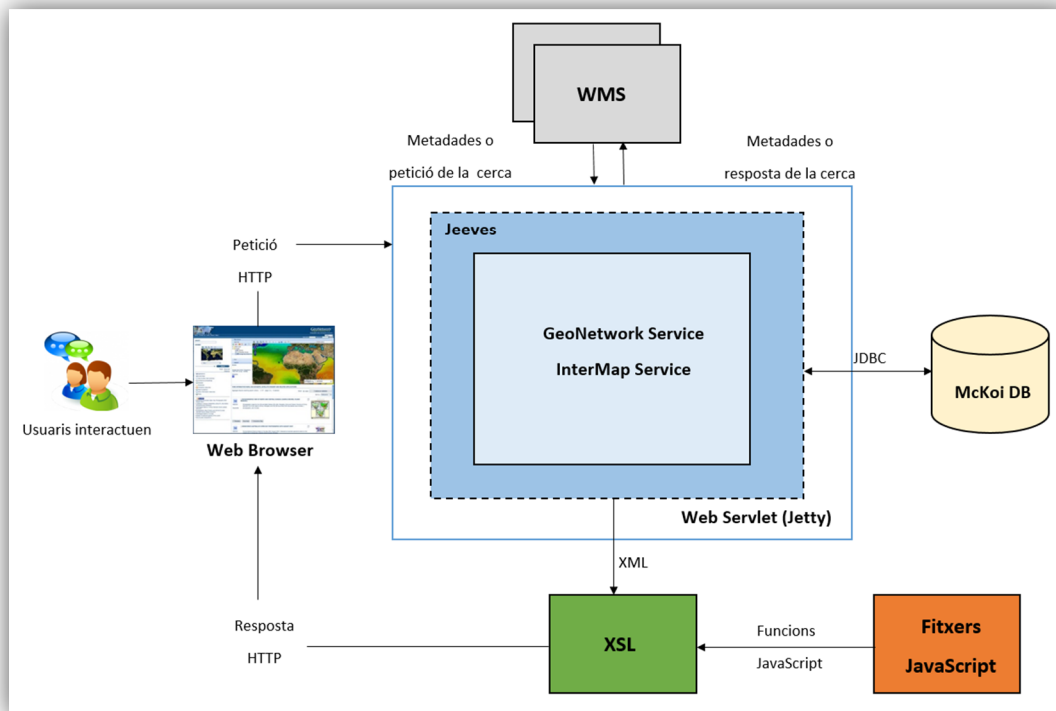 WMS
Metadades o
petició de la cerca
Metadades o
resposta de la cerca
Jeeves
Petició
HTTP
GeoNetwork Service
InterMap Service
JDBC
McKoi DB
Usuaris interactuen
Web Browser
Web Servlet (Jetty)
XML
Resposta
HTTP
XSL
Funcions
JavaScript
Fitxers
JavaScript